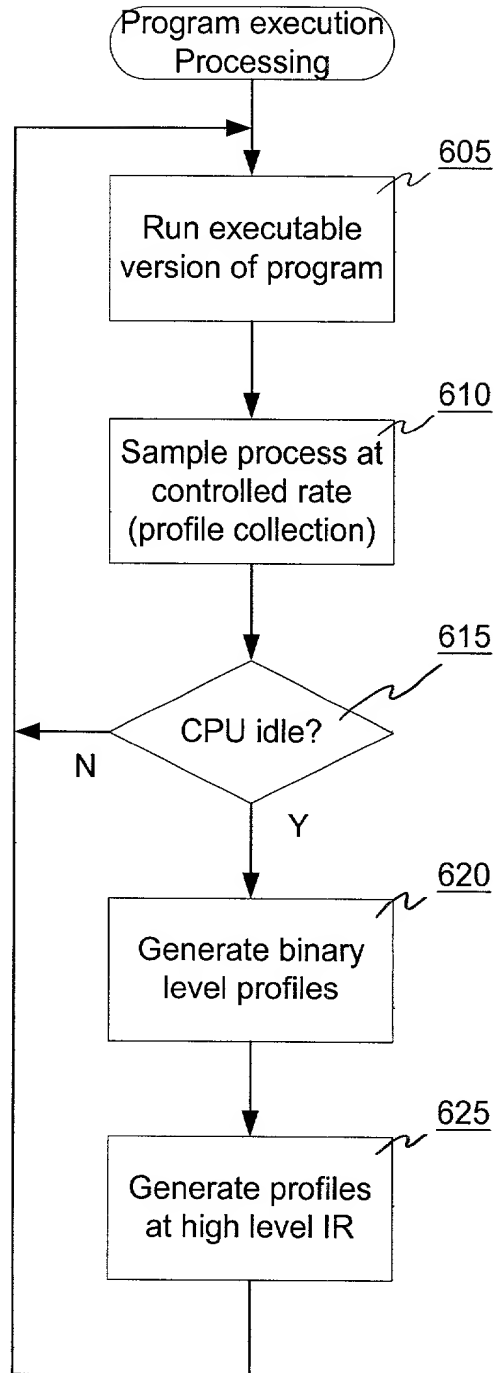 Program execution
Processing
605
Run executable
version of program
610
Sample process at
controlled rate
(profile collection)
615
CPU idle?
N
Y
620
Generate binary
level profiles
625
Generate profiles
at high level IR